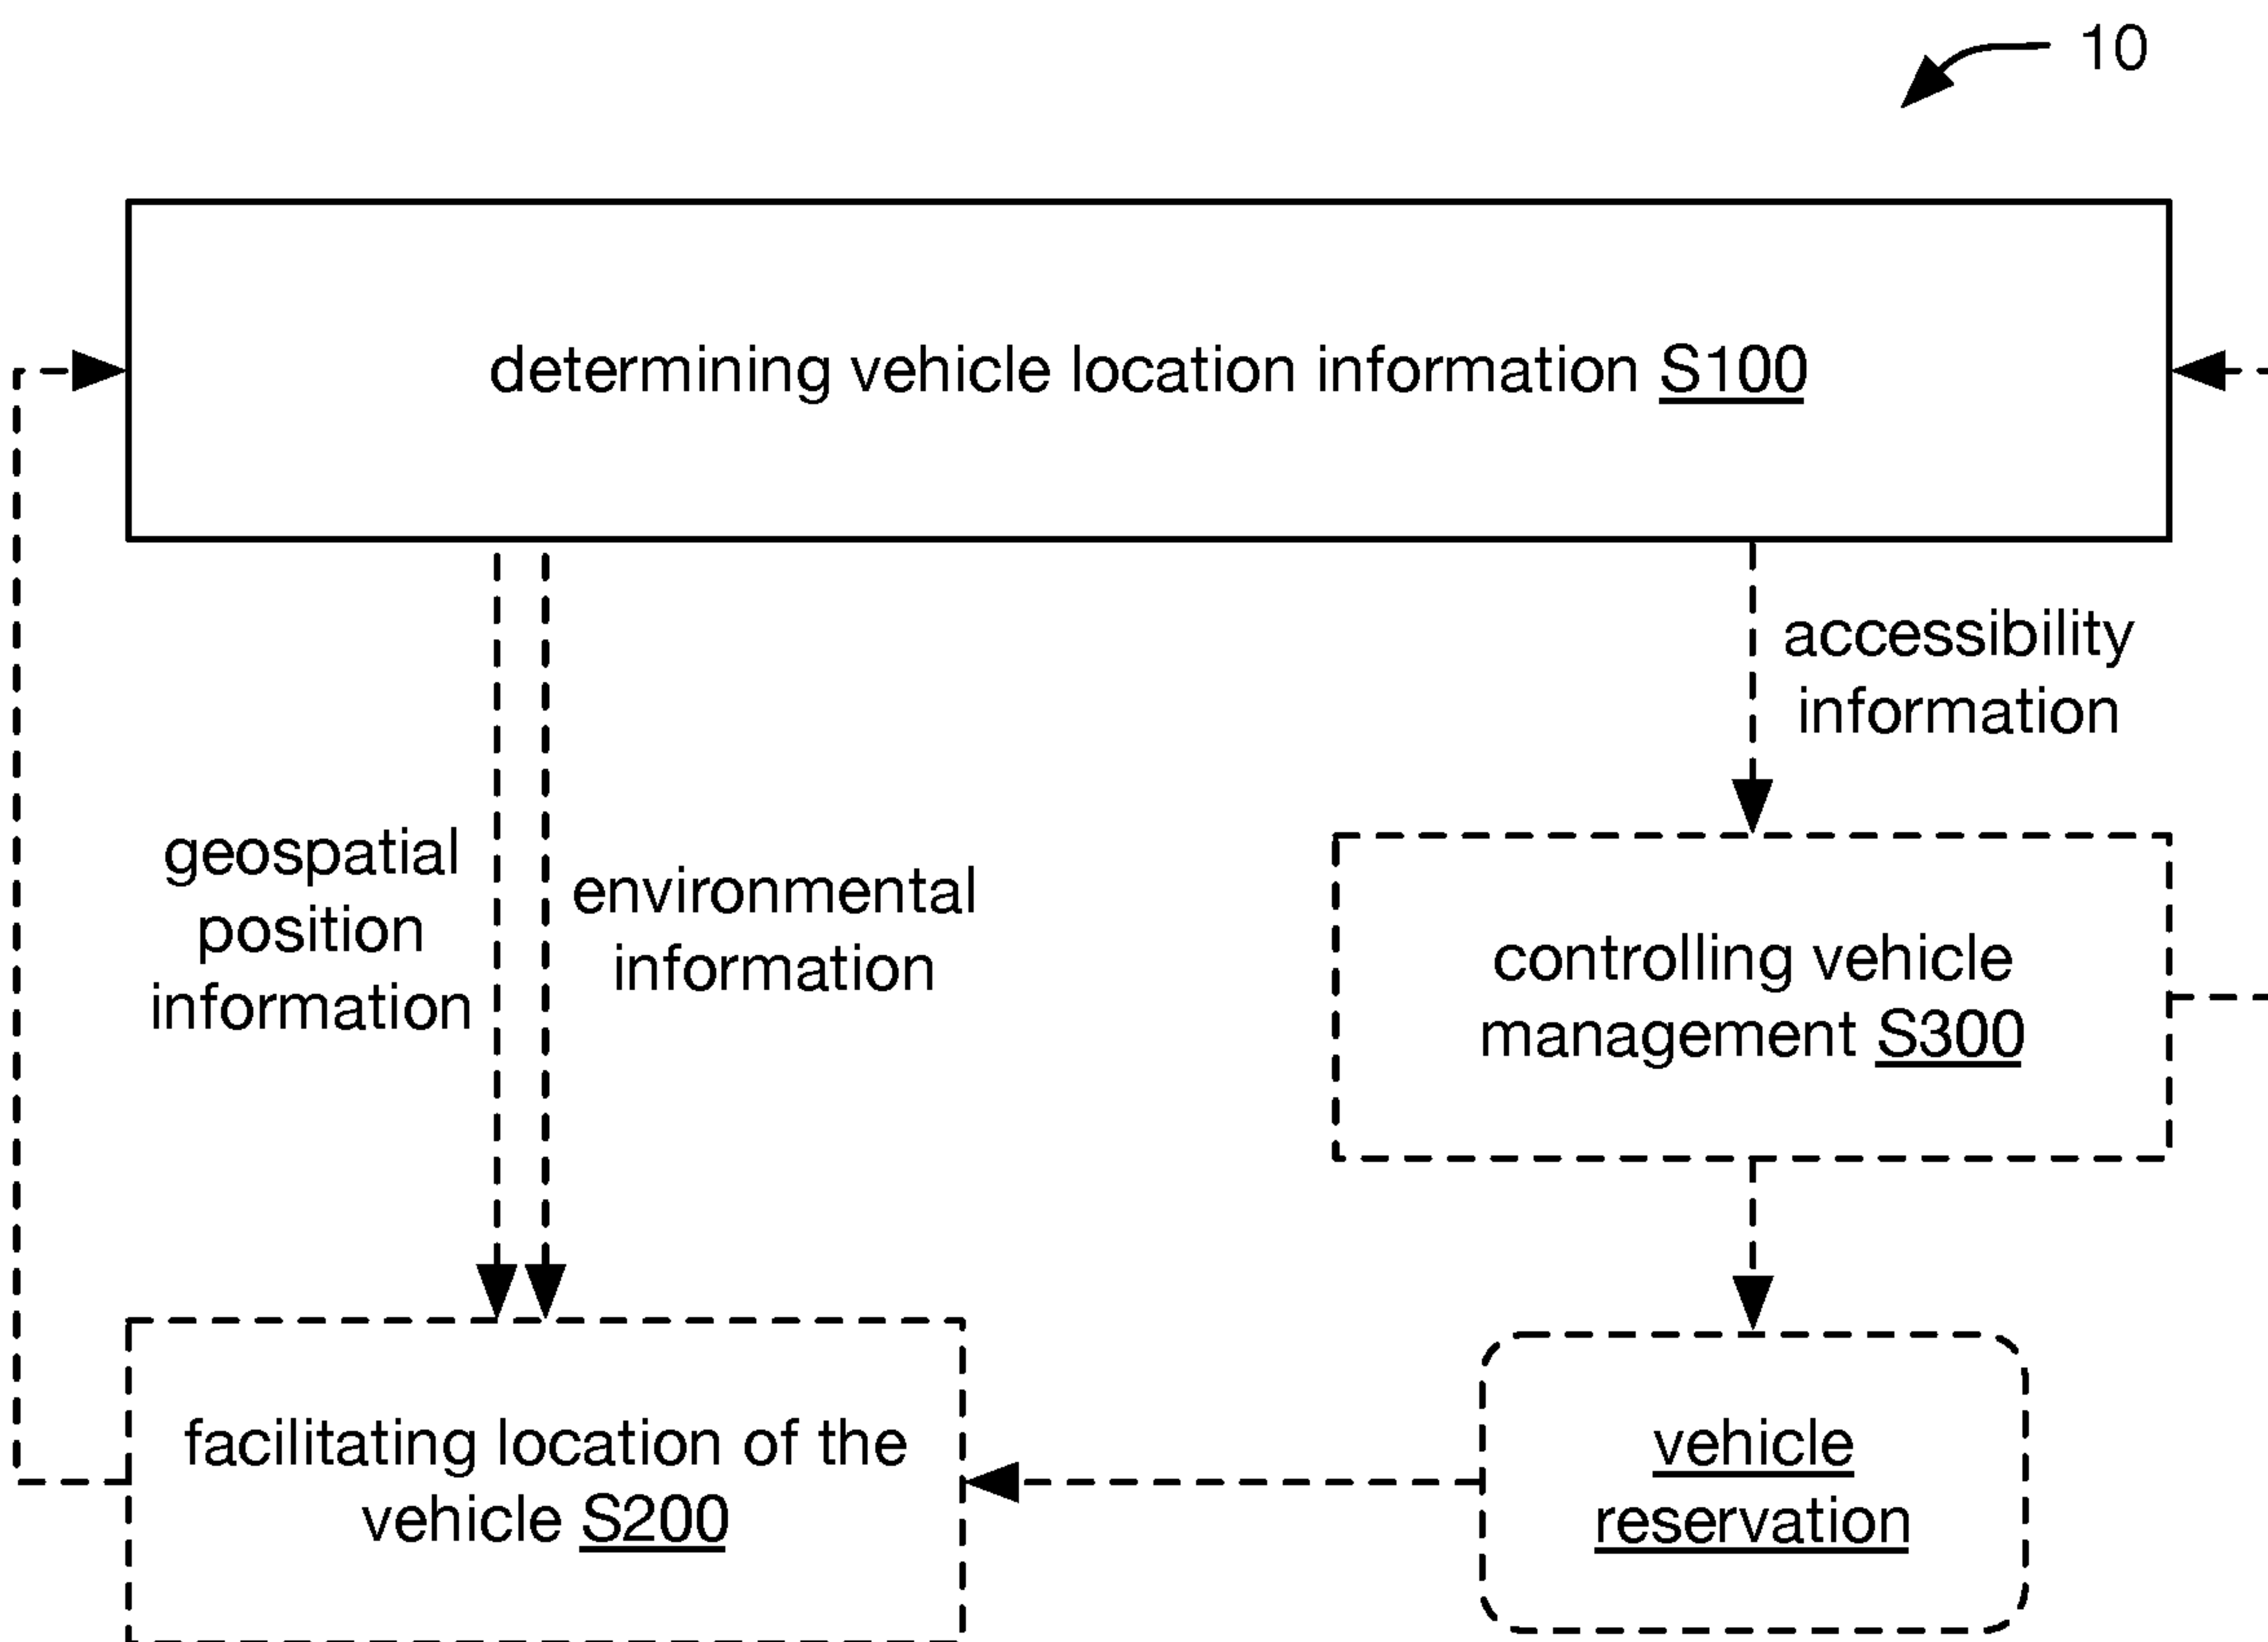 10
determining vehicle location information S100
accessibility
information
geospatial
position
information
environmental
information
controlling vehicle
management S300
facilitating location of the
vehicle S200
vehicle
reservation